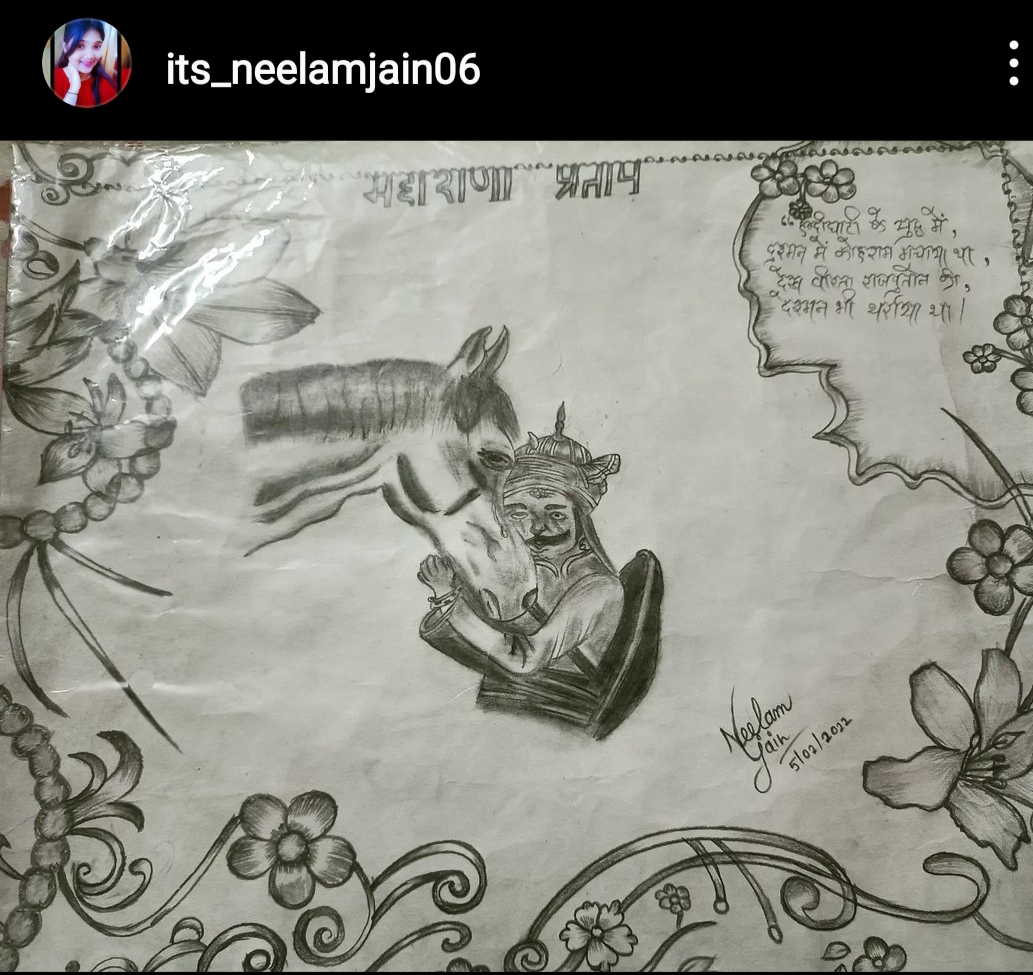 its_neelamjain06
महाराणा प्रताप
“हल्दीघाटी के युद्ध में,
दुश्मन में कोहराम मचाया था,
देख वीरता राजपुताने की,
दुश्मन भी थर्राया था।
Neelam
Jain
5/02/2022